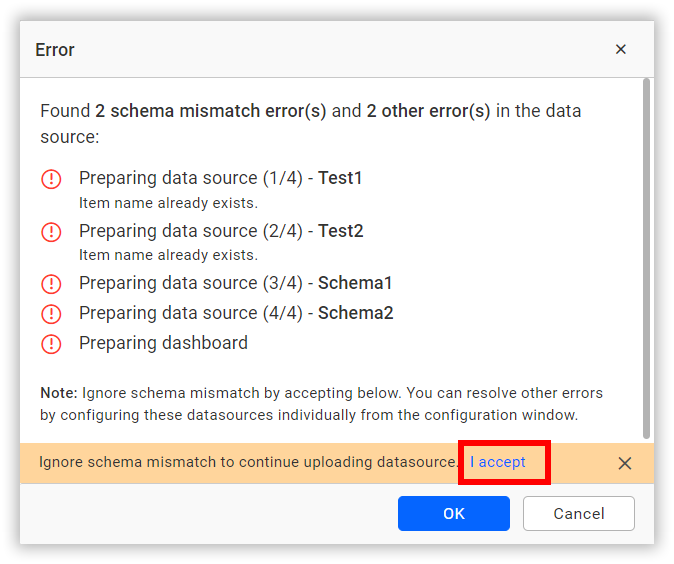 Error
Found 2 schema mismatch error(s) and 2 other error(s) in the data
source:
Preparing data source (1/4) - Test1
Item name already exists.
Preparing data source (2/4) - Test2
Item name already exists.
Preparing data source (3/4) - Schema1
Preparing data source (4/4) - Schema2
Preparing dashboard
Note: Ignore schema mismatch by accepting below. You can resolve other errors
by configuring these datasources individually from the configuration window.
Ignore schema mismatch to continue uploading datasource. I accept
OK Cancel